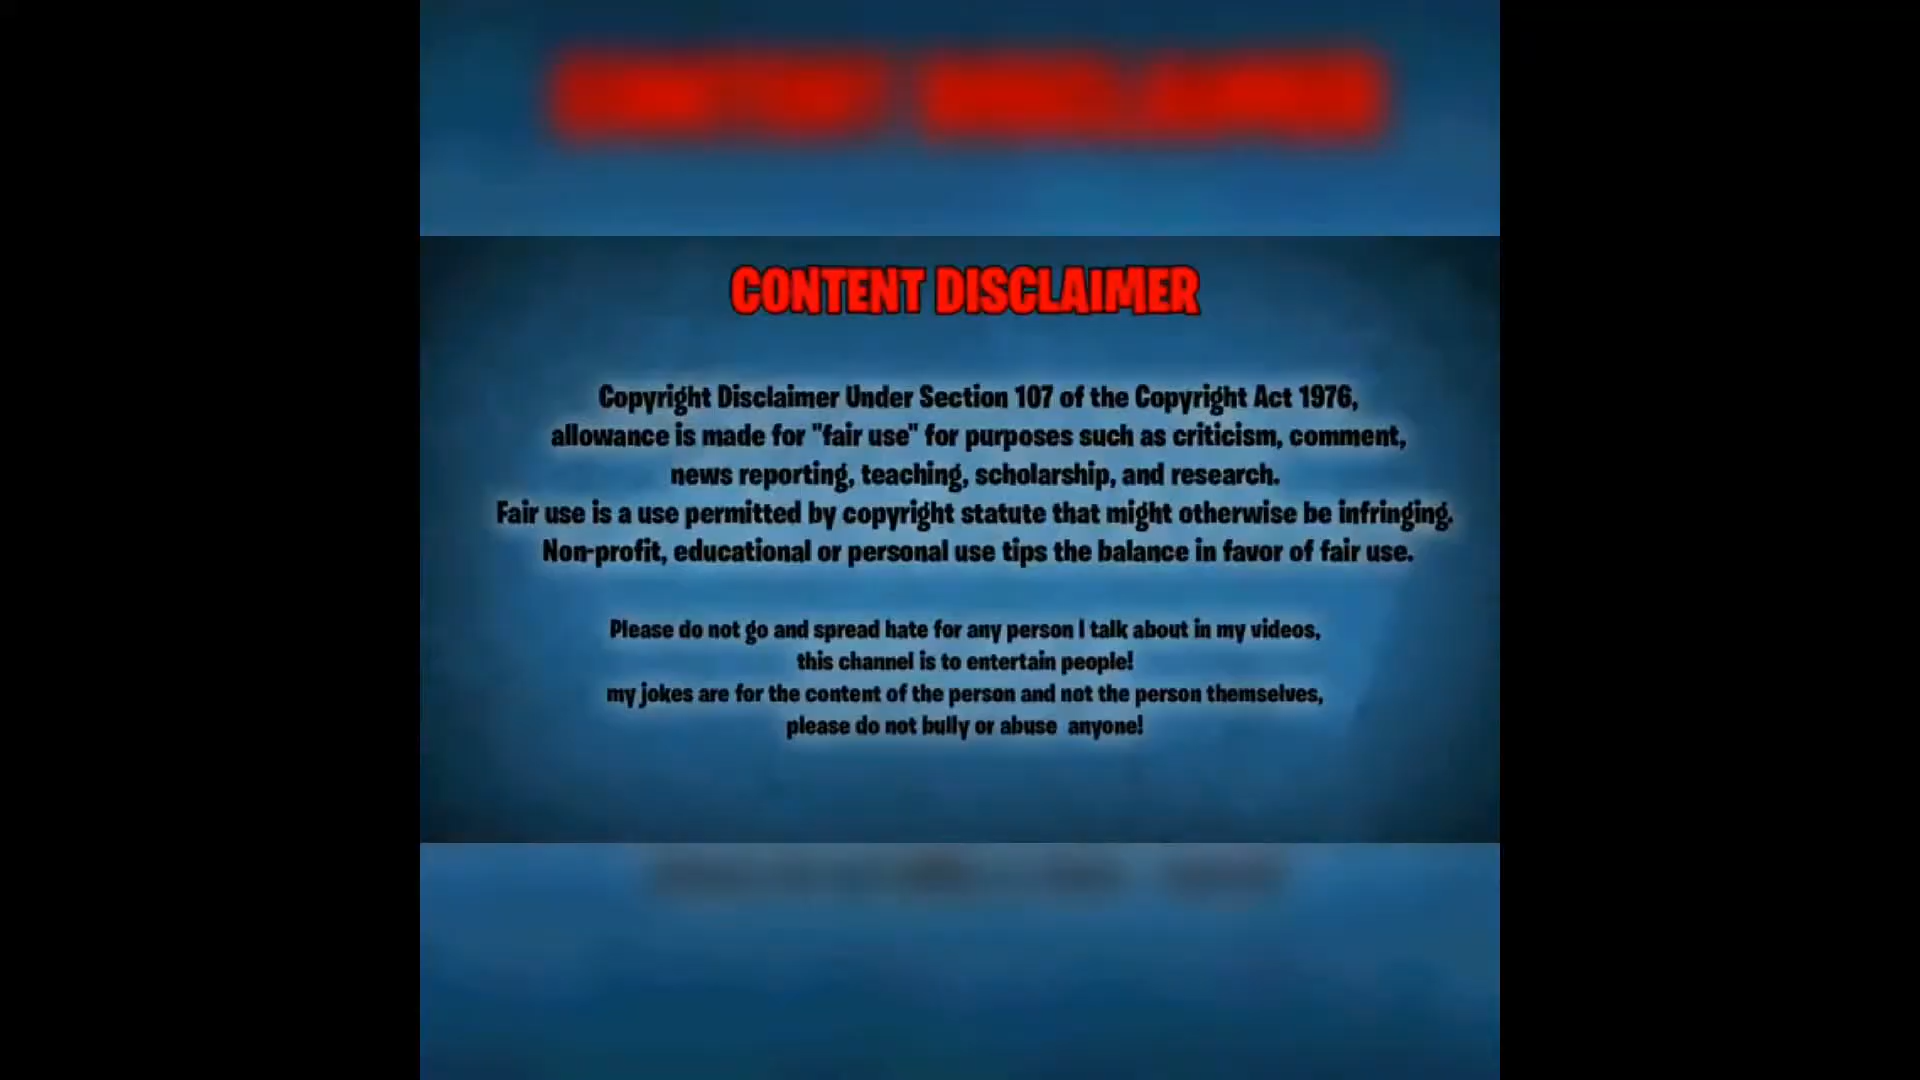 CONTENT DISCLAIMER
Copyright Disclaimer Under Section 107 of the Copyright Act 1976,
allowance is made for "fair use" for purposes such as criticism, comment,
news reporting, teaching, scholarship, and research.
Fair use is a use permitted by copyright statute that might otherwise be infringing.
Non-profit, educational or personal use tips the balance in favor of fair use.
Please do not go and spread hate for any person I talk about in my videos,
this channel is to entertain people!
my jokes are for the content of the person and not the person themselves,
please do not bully or abuse anyone!